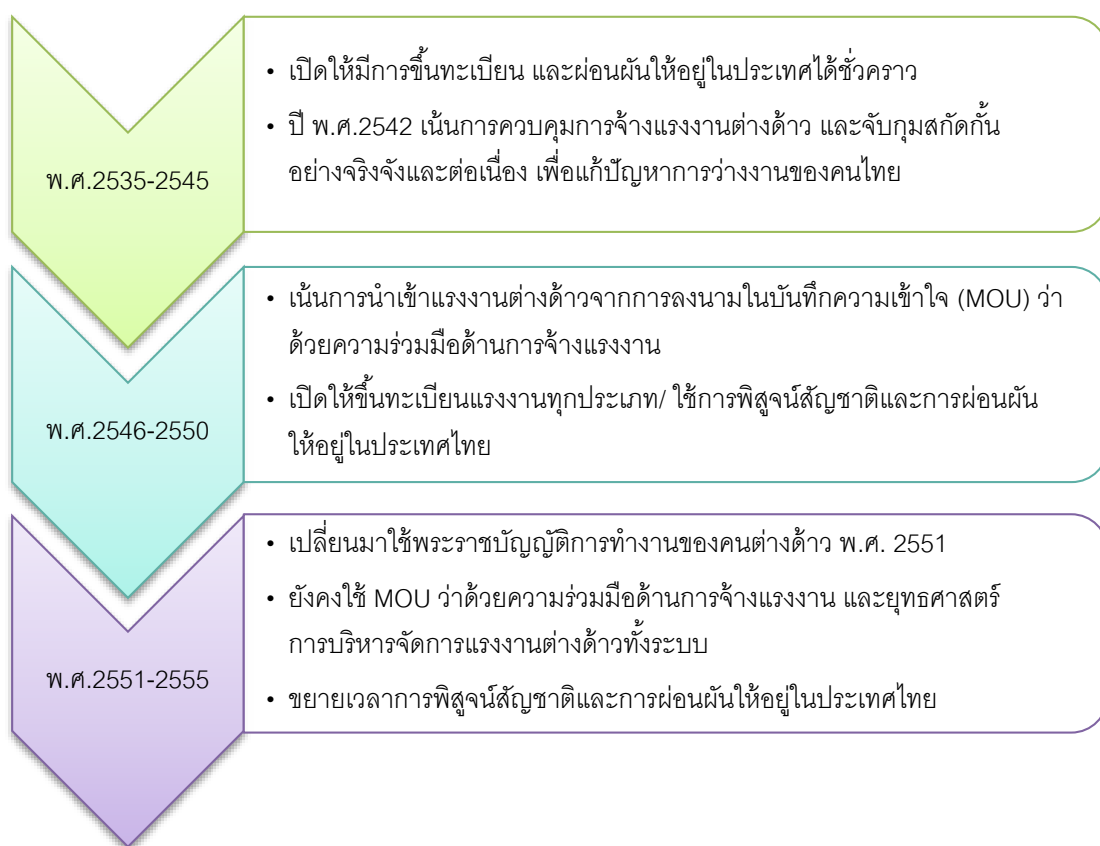 พ.ศ.2535-2545
• เปิดให้มีการขึ้นทะเบียน และผ่อนผันให้อยู่ในประเทศได้ชั่วคราว
• ปี พ.ศ.2542 เน้นการควบคุมการจ้างแรงงานต่างด้าว และจับกุมสกัดกั้น
อย่างจริงจังและต่อเนื่อง เพื่อแก้ปัญหาการว่างงานของคนไทย
พ.ศ.2546-2550
• เน้นการนำเข้าแรงงานต่างด้าวจากการลงนามในบันทึกความเข้าใจ (MOU) ว่า
ด้วยความร่วมมือด้านการจ้างแรงงาน
• เปิดให้ขึ้นทะเบียนแรงงานทุกประเภท/ ใช้การพิสูจน์สัญชาติและการผ่อนผัน
ให้อยู่ในประเทศไทย
พ.ศ.2551-2555
• เปลี่ยนมาใช้พระราชบัญญัติการทำงานของคนต่างด้าว พ.ศ. 2551
• ยังคงใช้ MOU ว่าด้วยความร่วมมือด้านการจ้างแรงงาน และยุทธศาสตร์
การบริหารจัดการแรงงานต่างด้าวทั้งระบบ
• ขยายเวลาการพิสูจน์สัญชาติและการผ่อนผันให้อยู่ในประเทศไทย